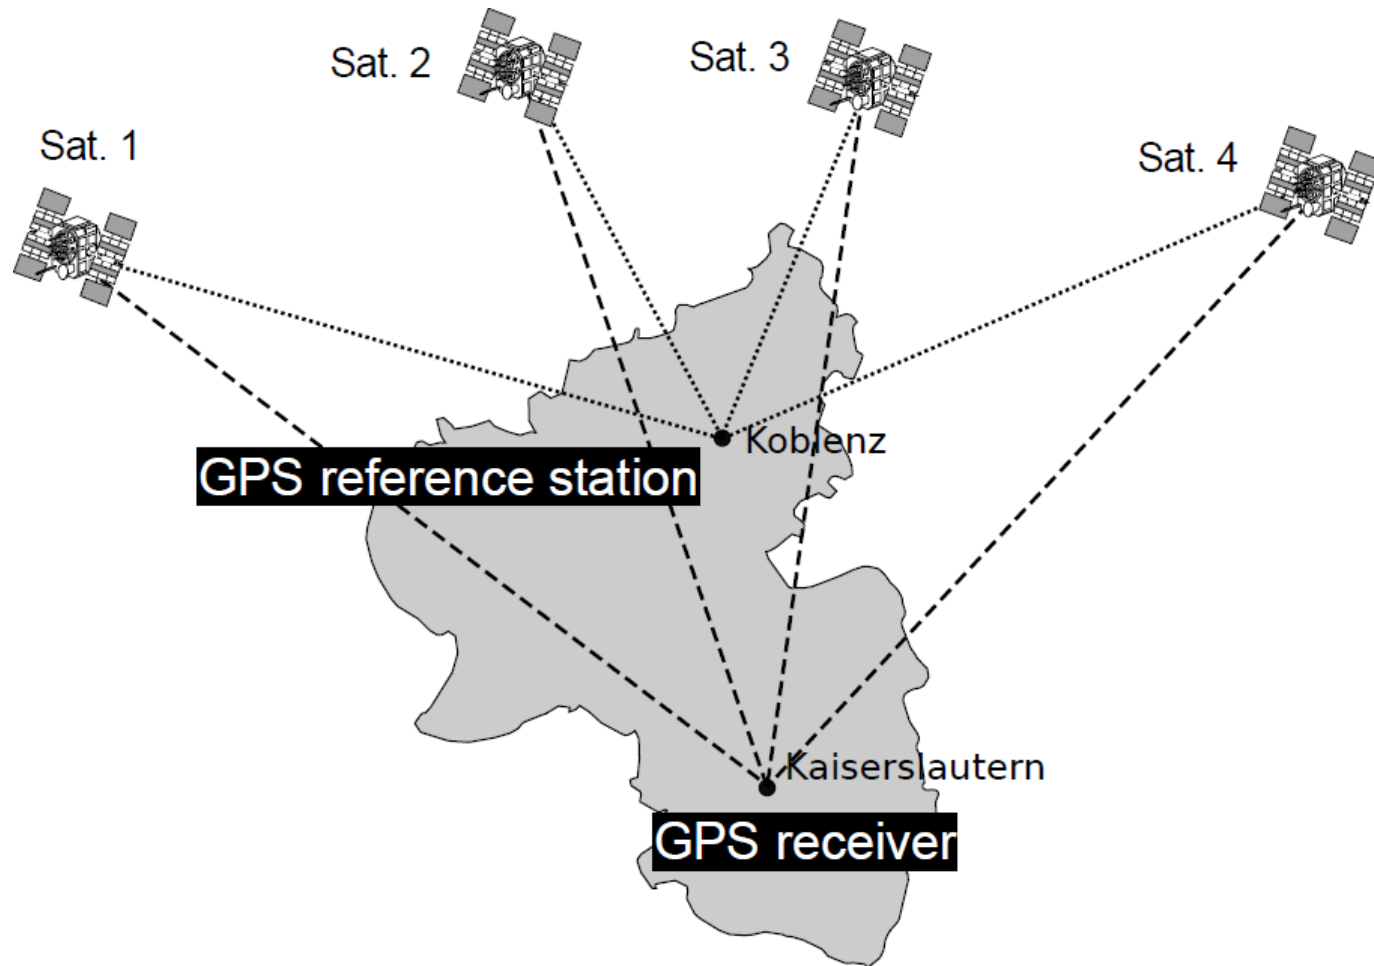 Sat. 2
Sat. 3
Sat. 1
Sat. 4
Koblenz
GPS reference station
Kaiserslautern
GPS receiver